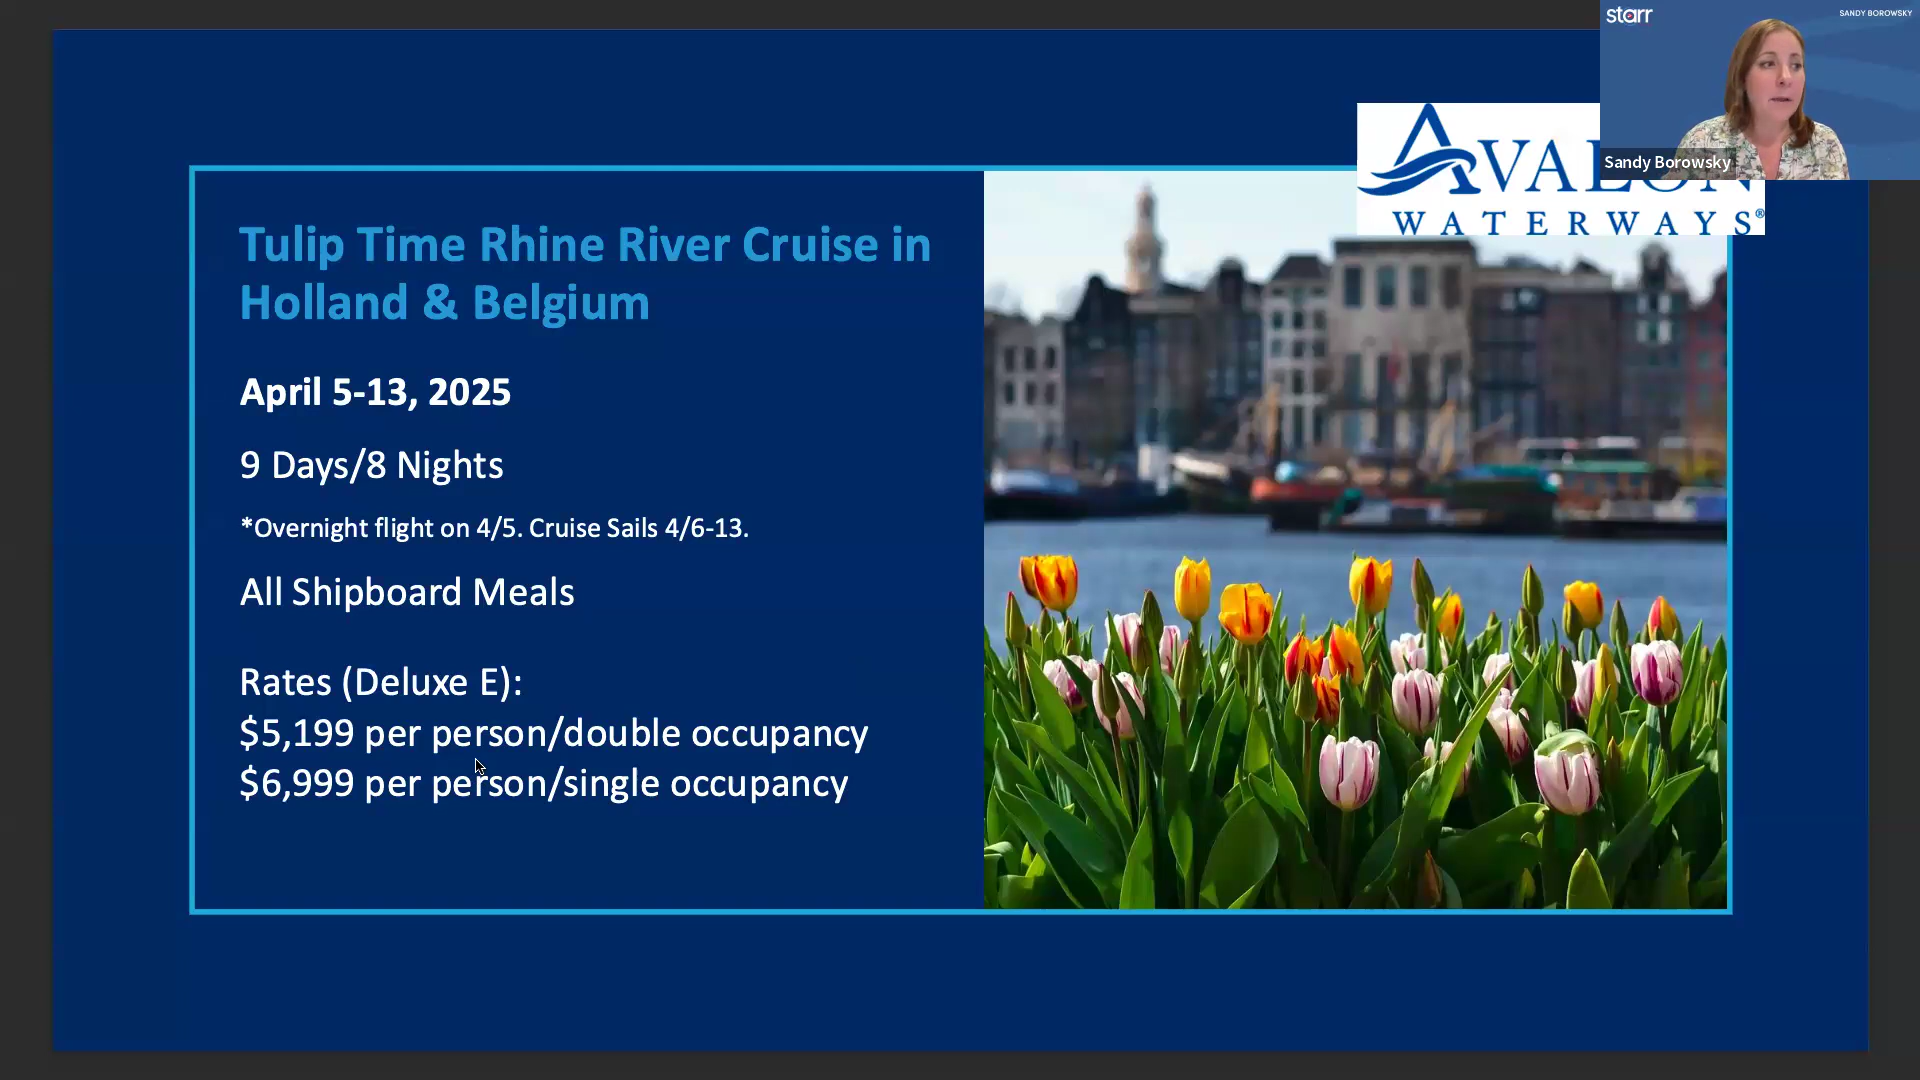 starr
SANDY BOROWSKY
AVALON
WATERWAYS®
Sandy Borowsky
Tulip Time Rhine River Cruise in
Holland & Belgium
April 5-13, 2025
9 Days/8 Nights
*Overnight flight on 4/5. Cruise Sails 4/6-13.
All Shipboard Meals
Rates (Deluxe E):
$5,199 per person/double occupancy
$6,999 per person/single occupancy